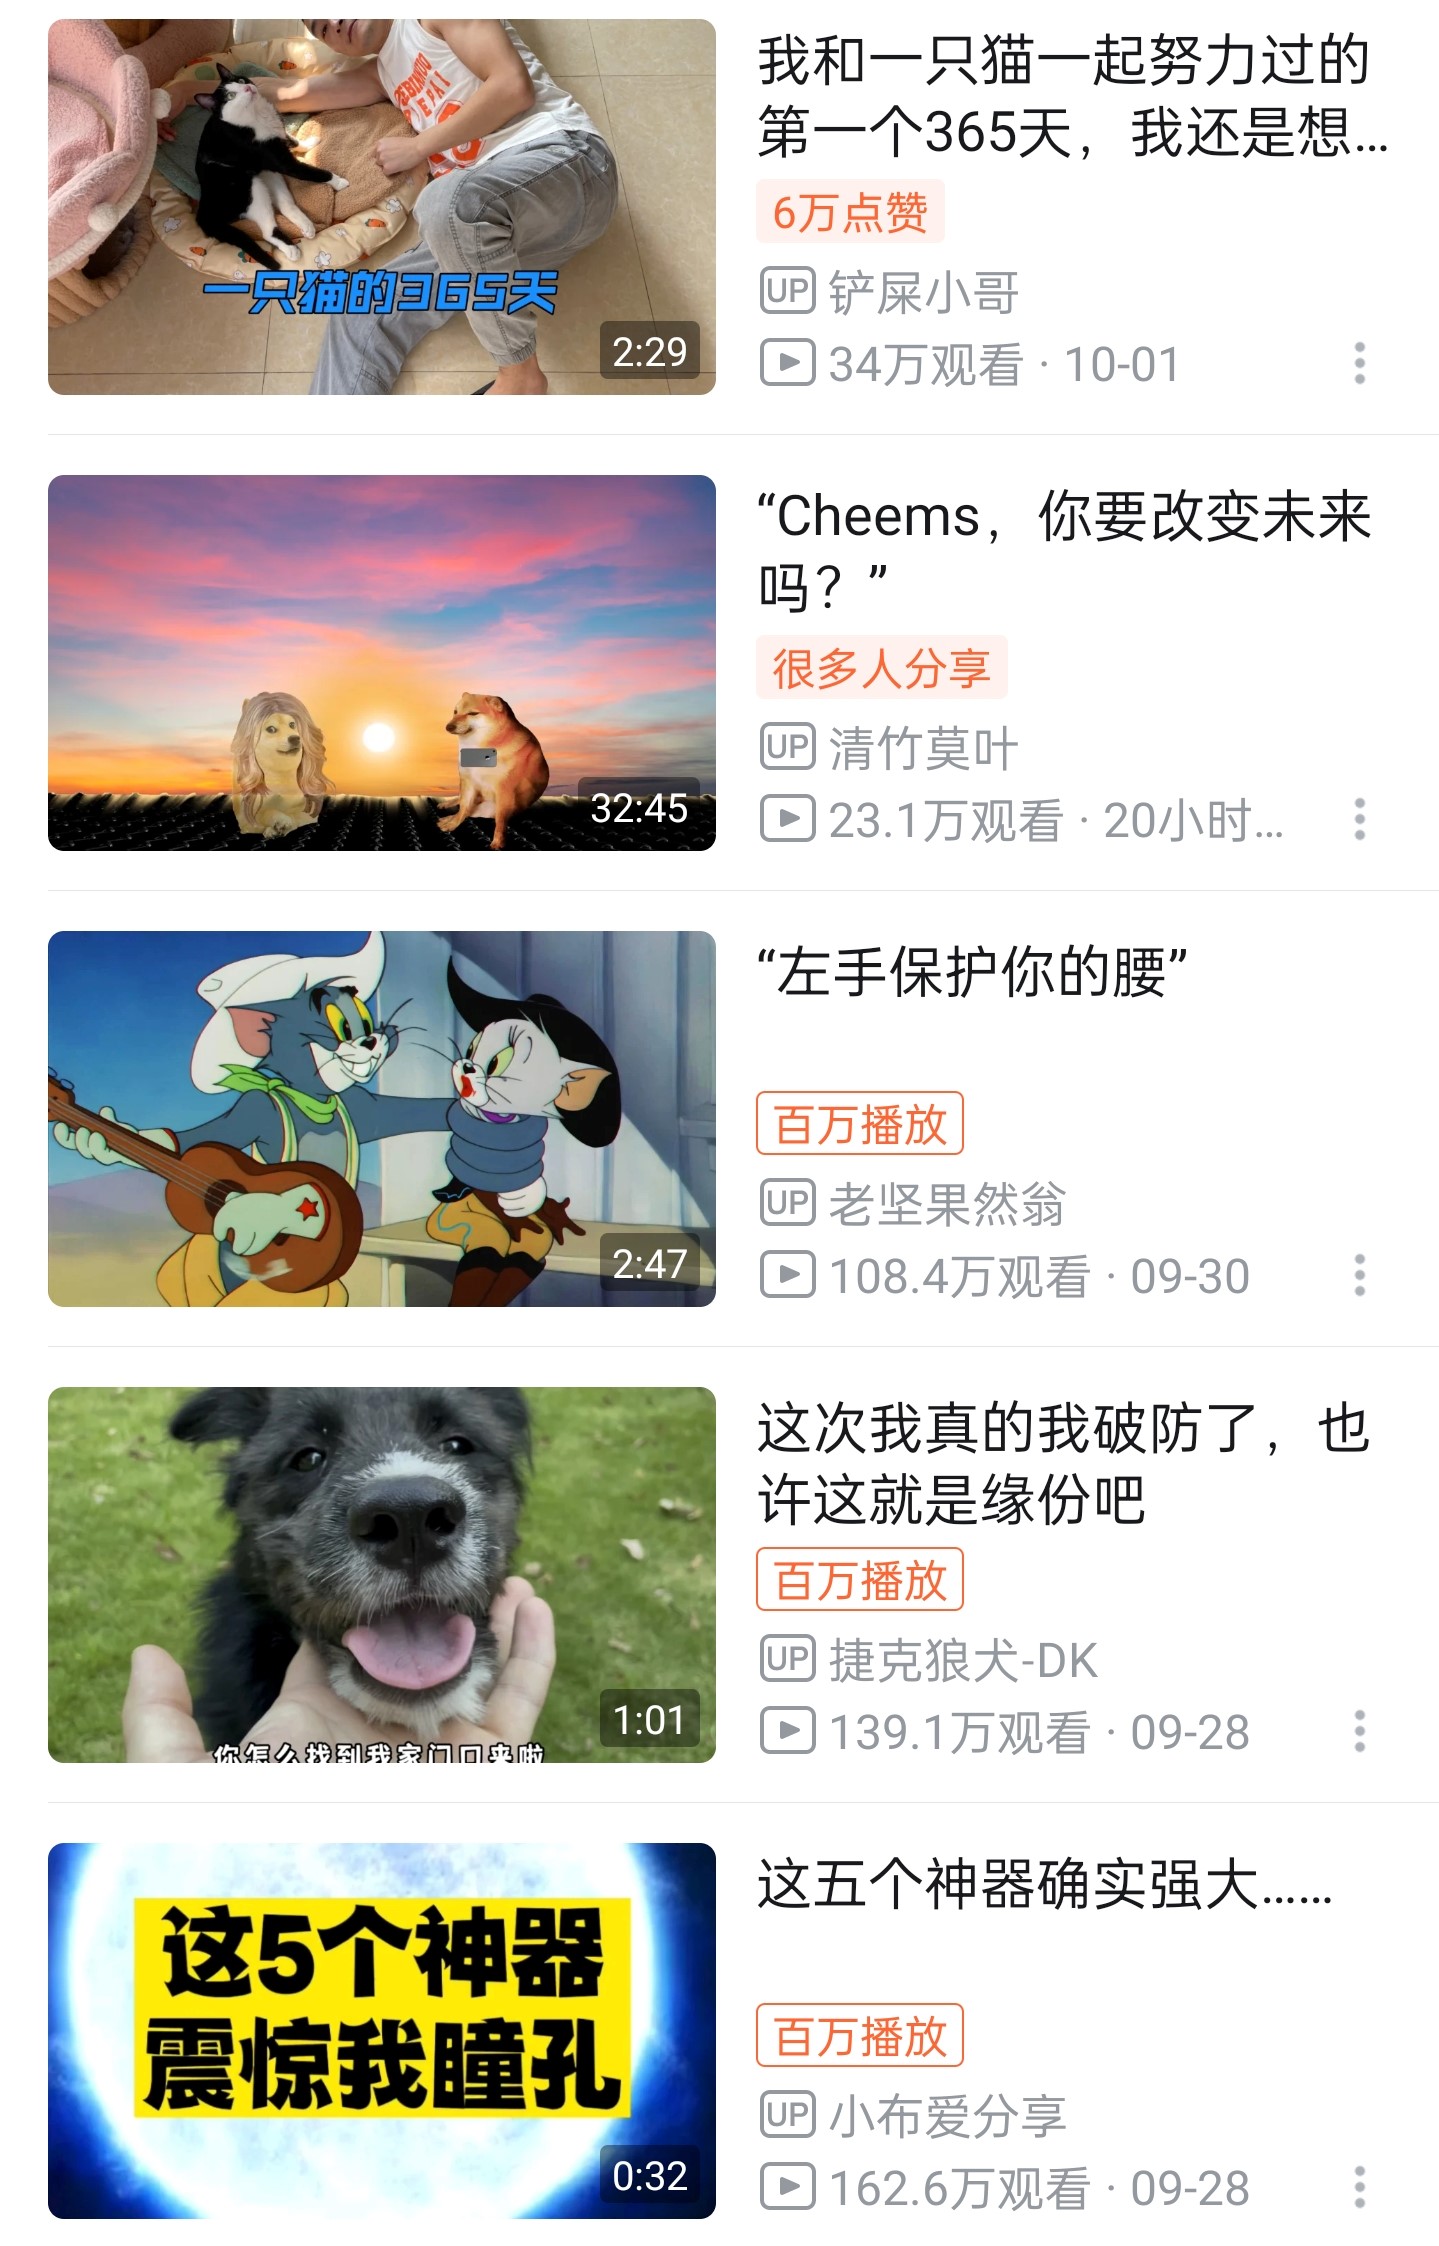 我和一只猫一起努力过的
第一个365天，我还是想...
6万点赞
UP 铲屎小哥
34万观看 · 10-01
一只猫的365天
2:29
“Cheems，你要改变未来
吗？”
很多人分享
UP 清竹莫叶
23.1万观看 · 20小时...
32:45
“左手保护你的腰”
百万播放
UP 老坚果然翁
108.4万观看 · 09-30
2:47
这次我真的我破防了，也
许这就是缘份吧
百万播放
UP 捷克狼犬-DK
139.1万观看 · 09-28
1:01
你怎么找到我家门口来啦
这五个神器确实强大......
百万播放
UP 小布爱分享
162.6万观看 · 09-28
这5个神器
震惊我瞳孔
0:32